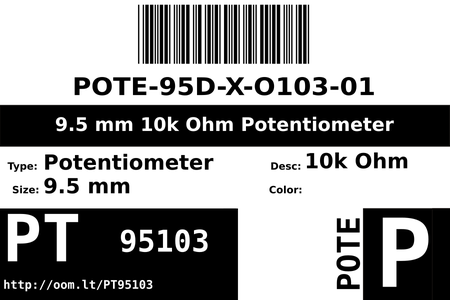 POTE-95D-X-O103-01
9.5 mm 10k Ohm Potentiometer
Type: Potentiometer
Desc: 10k Ohm
Size: 9.5 mm
Color:
PT
95103
http://oom.lt/PT95103
POTE
P